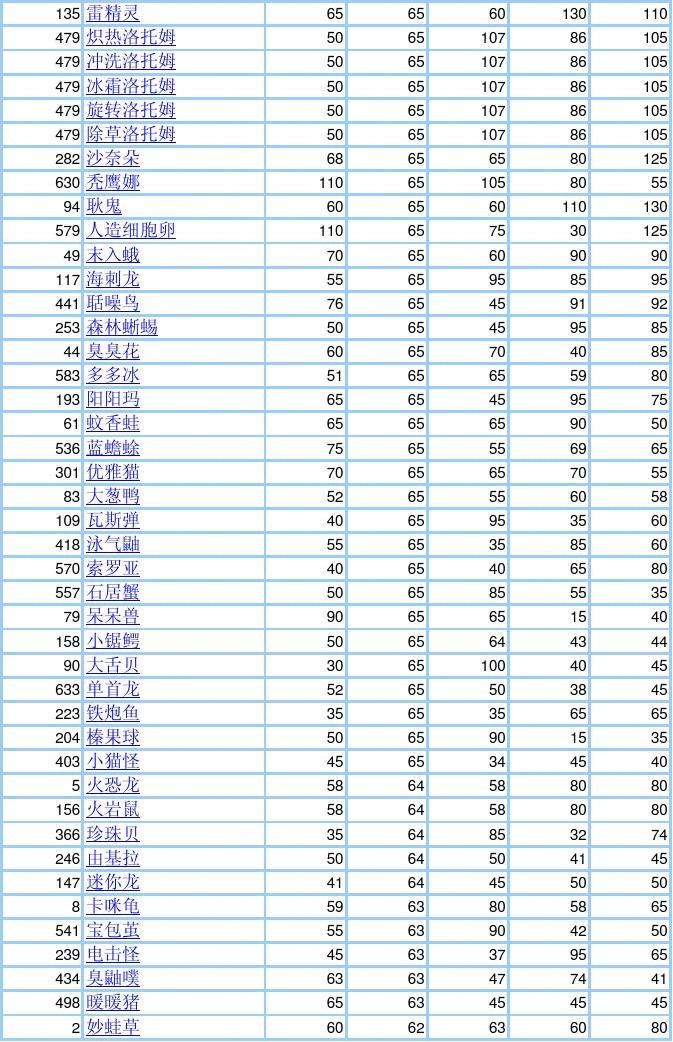 135 雷精灵 65 65 60 130 110
479 炽热洛托姆 50 65 107 86 105
479 冲洗洛托姆 50 65 107 86 105
479 冰霜洛托姆 50 65 107 86 105
479 旋转洛托姆 50 65 107 86 105
479 除草洛托姆 50 65 107 86 105
282 沙奈朵 68 65 65 80 125
630 秃鹰娜 110 65 105 80 55
94 耿鬼 60 65 60 110 130
579 人造细胞卵 110 65 75 30 125
49 末入蛾 70 65 60 90 90
117 海刺龙 55 65 95 85 95
441 聒噪鸟 76 65 45 91 92
253 森林蜥蜴 50 65 45 95 85
44 臭臭花 60 65 70 40 85
583 多多冰 51 65 65 59 80
193 阳阳玛 65 65 45 95 75
61 蚊香蛙 65 65 65 90 50
536 蓝蟾蜍 75 65 55 69 65
301 优雅猫 70 65 65 70 55
83 大葱鸭 52 65 55 60 58
109 瓦斯弹 40 65 95 35 60
418 泳气鼬 55 65 35 85 60
570 索罗亚 40 65 40 65 80
557 石居蟹 50 65 85 55 35
79 呆呆兽 90 65 65 15 40
158 小锯鳄 50 65 64 43 44
90 大舌贝 30 65 100 40 45
633 单首龙 52 65 50 38 45
223 铁炮鱼 35 65 35 65 65
204 榛果球 50 65 90 15 35
403 小猫怪 45 65 34 45 40
5 火恐龙 58 64 58 80 80
156 火岩鼠 58 64 58 80 80
366 珍珠贝 35 64 85 32 74
246 由基拉 50 64 50 41 45
147 迷你龙 41 64 45 50 50
8 卡咪龟 59 63 80 58 65
541 宝包茧 55 63 90 42 50
239 电击怪 45 63 37 95 65
434 臭鼬噗 63 63 47 74 41
498 暖暖猪 65 63 45 45 45
2 妙蛙草 60 62 63 60 80